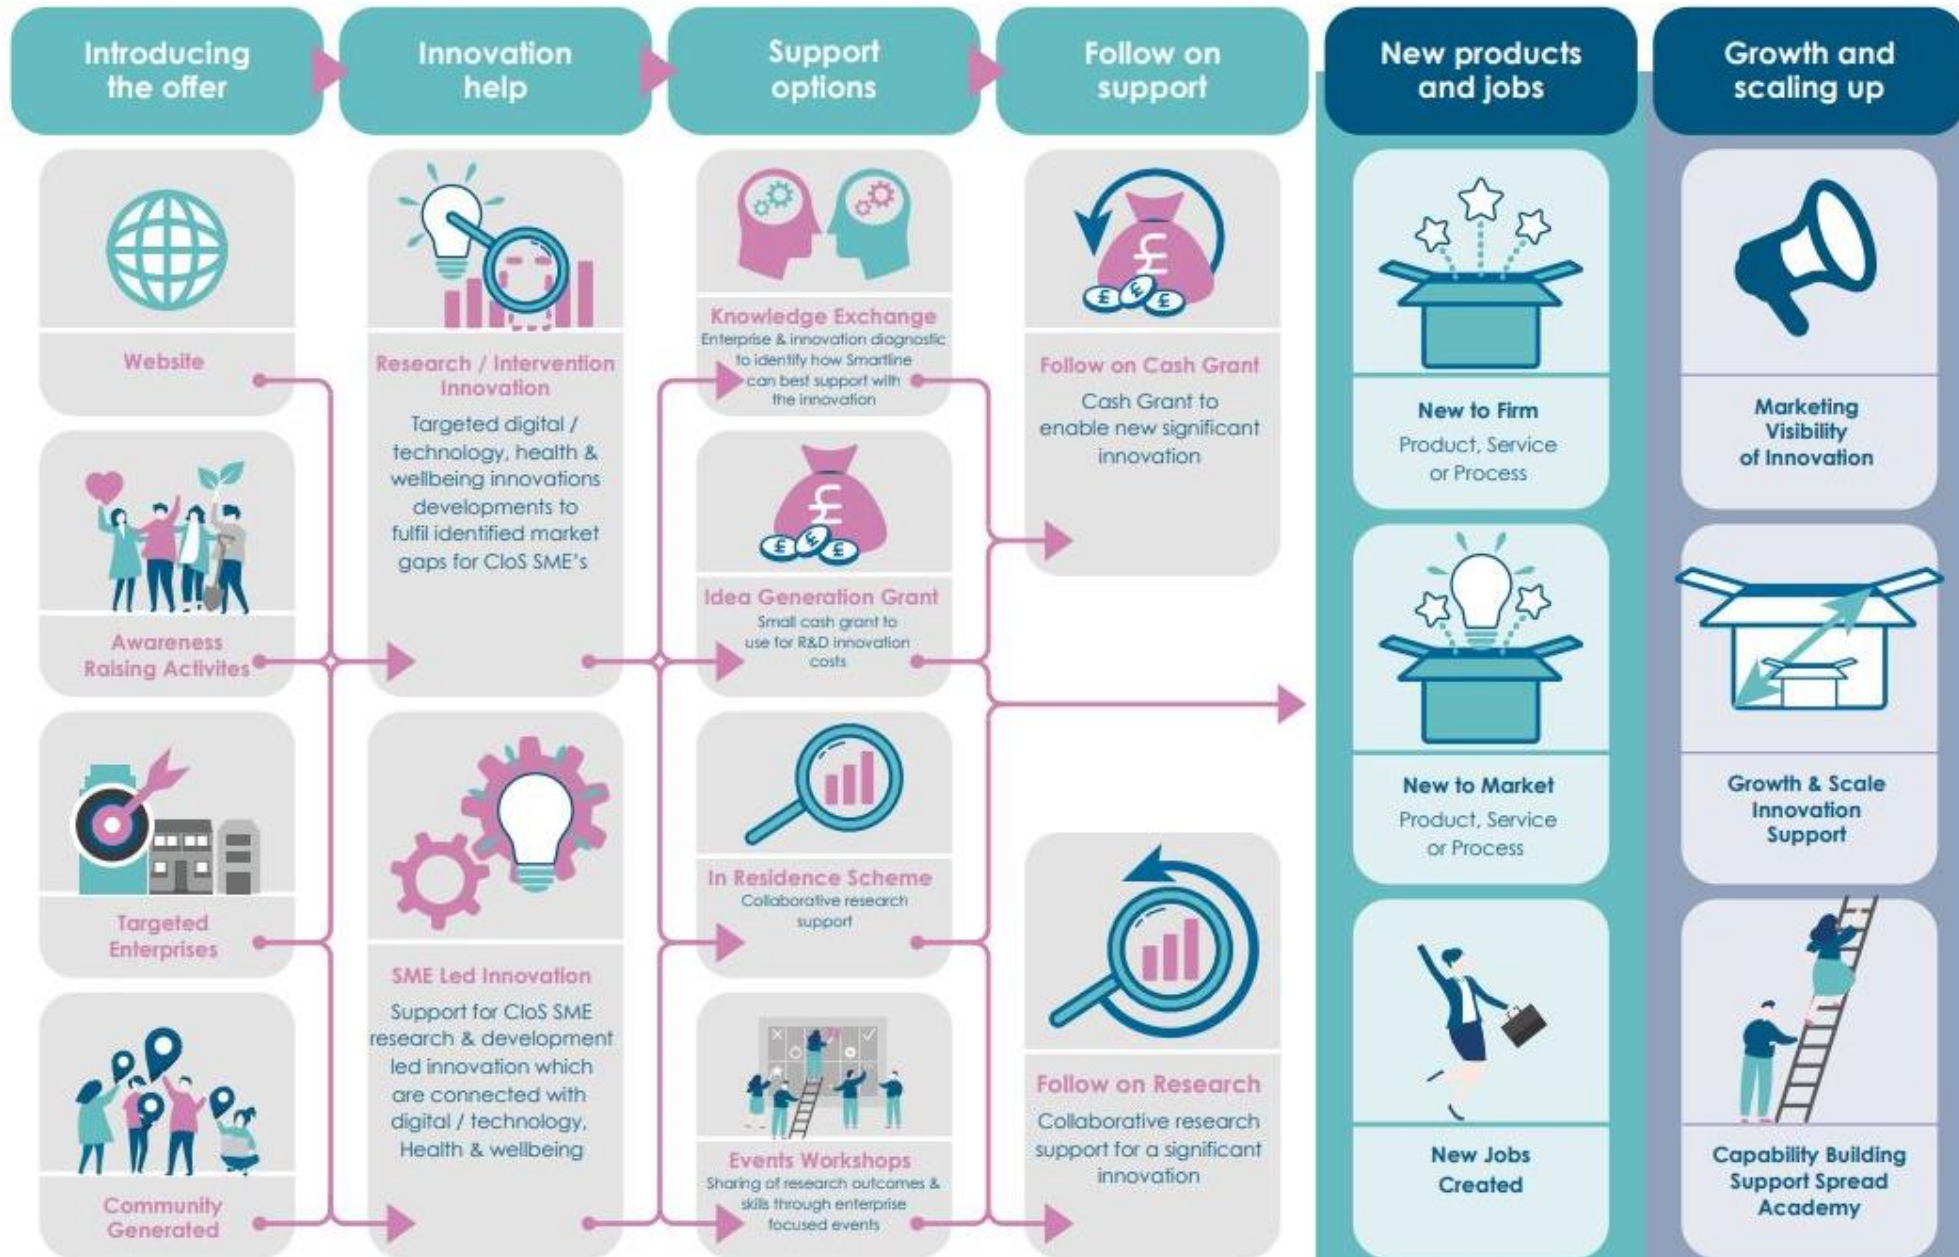 Introducing
the offer
Innovation
help
Support
options
Follow on
support
New products
and jobs
Growth and
scaling up
Website
Awareness
Raising Activites
Targeted
Enterprises
Community
Generated
Research / Intervention
Innovation
Targeted digital /
technology, health &
wellbeing innovations
developments to
fulfil identified market
gaps for CIoS SME's
SME Led Innovation
Support for CIoS SME
research & development
led innovation which
are connected with
digital / technology,
Health & wellbeing
Knowledge Exchange
Enterprise & innovation diagnostic
to identify how Smartline
can best support with
the innovation
£
£ £ £
Idea Generation Grant
Small cash grant to
use for R&D innovation
costs
In Residence Scheme
Collaborative research
support
Events Workshops
Sharing of research outcomes &
skills through enterprise
focused events
£
£ £ £
Follow on Cash Grant
Cash Grant to
enable new significant
innovation
Follow on Research
Collaborative research
support for a significant
innovation
New to Firm
Product, Service
or Process
New to Market
Product, Service
or Process
New Jobs
Created
Marketing
Visibility
of Innovation
Growth & Scale
Innovation
Support
Capability Building
Support Spread
Academy